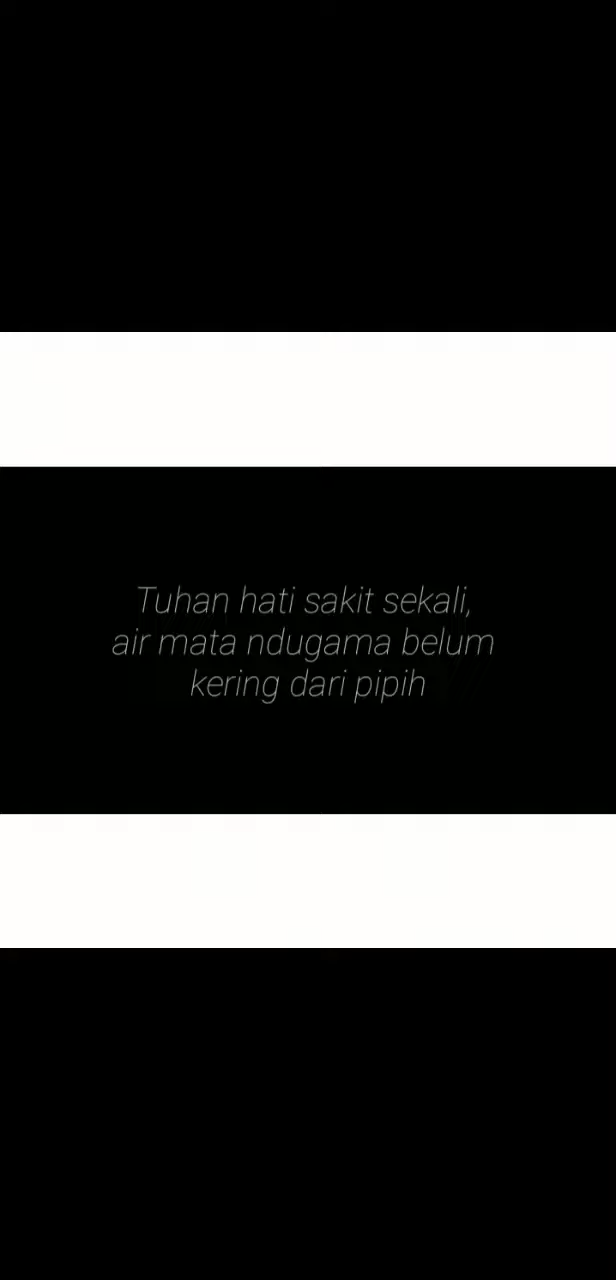 Tuhan hati sakit sekali,
air mata ndugama belum
kering dari pipih